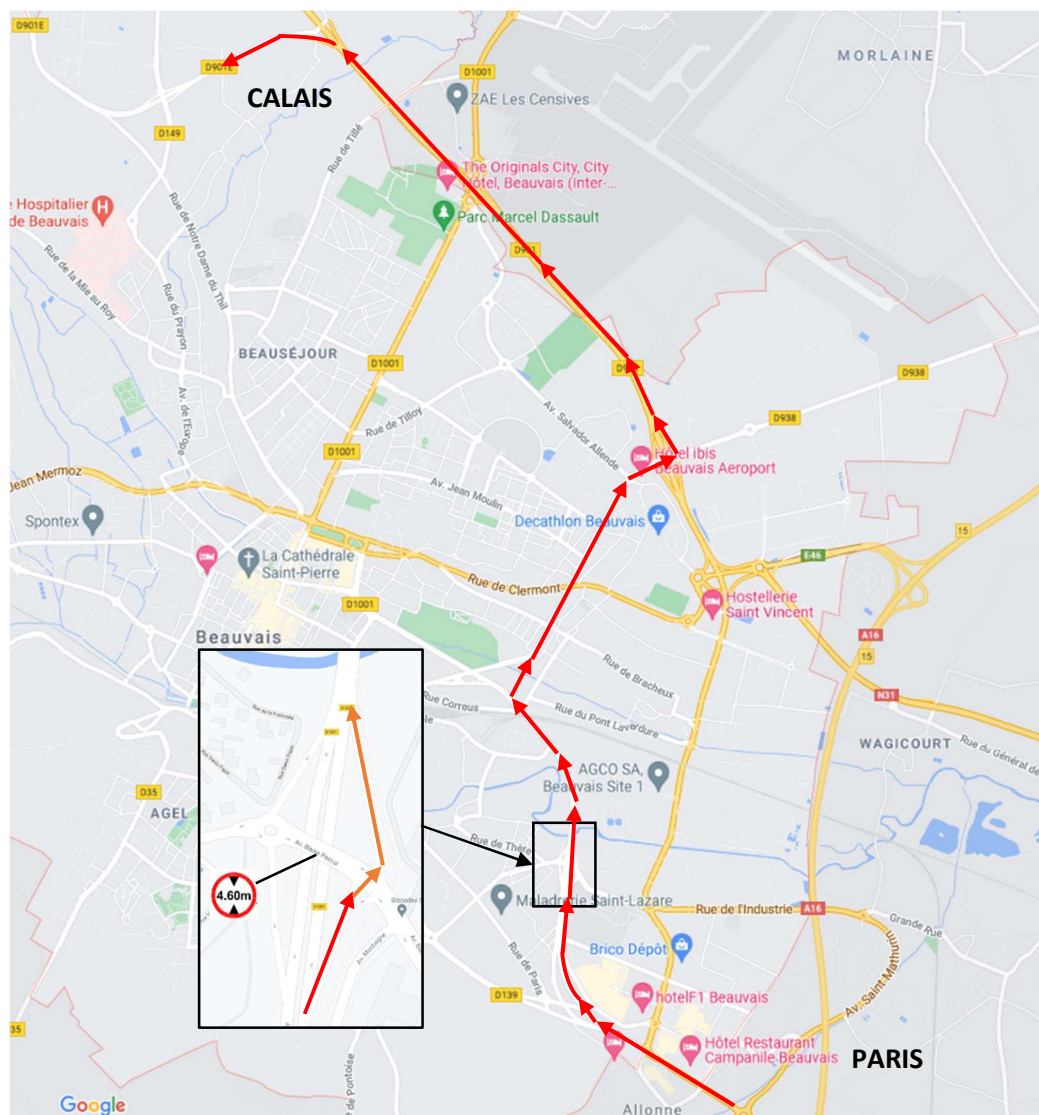 D901E
D901E
MORLAINE
D1001
CALAIS
ZAE Les Censives
D149
Rue de Tillé
The Originals City, City
Hôtel, Beauvais (Inter-...
e Hospitalier
de Beauvais
H
Parc Marcel Dassault
Rue de Notre Dame du Thil
Rue de la Mie au Roy
Rue du Prayon
BEAUSÉJOUR
D1001
D938
Av. de l'Europe
Av. Salvador Allende
Rue de Tilloy
D938
D1001
Hôtel ibis
Beauvais Aeroport
Jean Mermoz
Av. Jean Moulin
Spontex
Decathlon Beauvais
15
E46
La Cathédrale
Saint-Pierre
Rue de Clermont
Hostellerie
Saint Vincent
D1001
Beauvais
A16
15
Rue de Bracheux
N31
Rue Correus
Rue du Pont Laverdure
WAGICOURT
Rue du Général de
AGCO SA,
Beauvais Site 1
D35
AGEL
Rue de Thère
Av. Blaise Pascal
4.60m
Maladrerie Saint-Lazare
Rue de l'Industrie
A16
Grande Rue
Av. Montaigne
Rue de Paris
Brico Dépôt
Av. Saint-Mathurin
hotelF1 Beauvais
D139
35
Hôtel Restaurant
Campanile Beauvais
PARIS
e de Pontoise
Google
Allonne